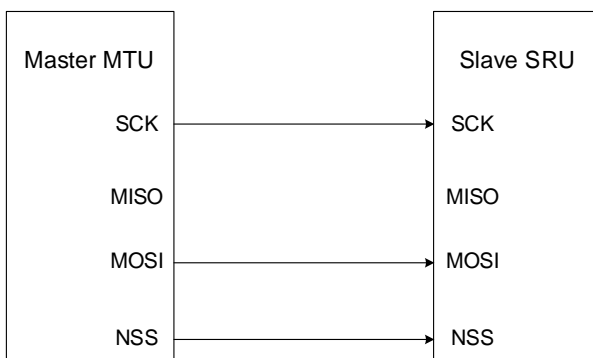 Master MTU
Slave SRU
SCK
SCK
MISO
MISO
MOSI
MOSI
NSS
NSS